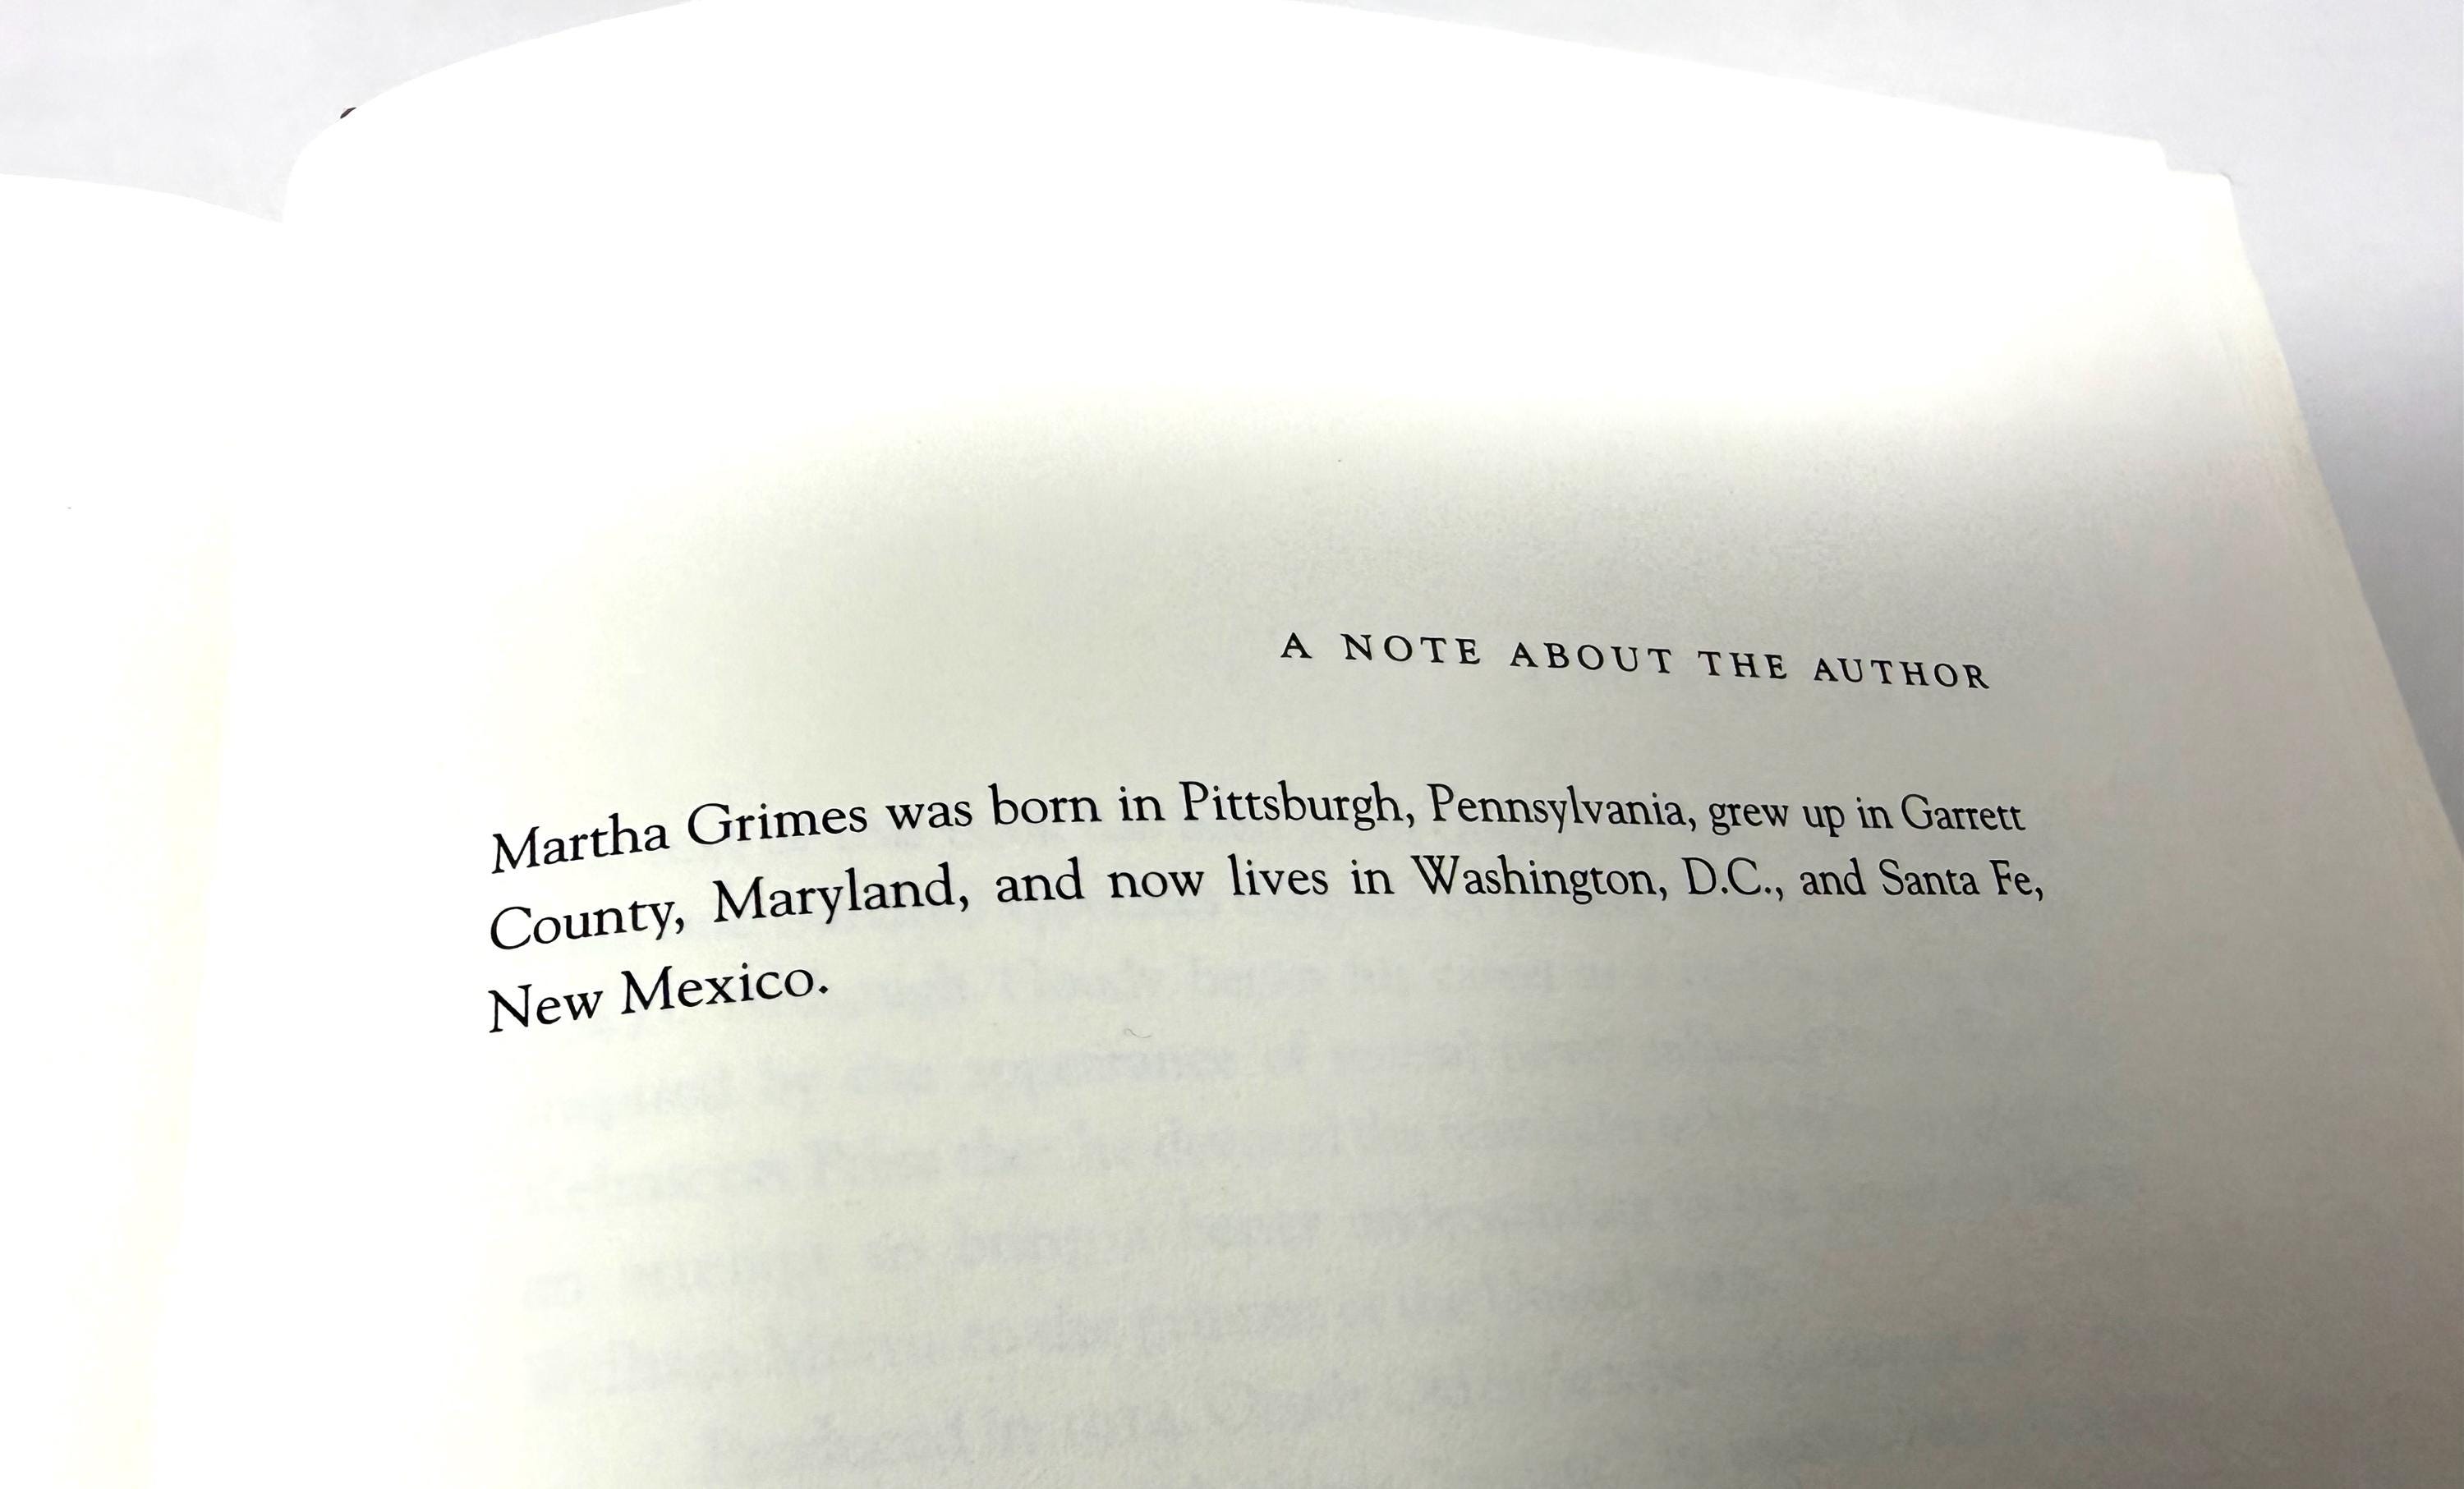 A NOTE ABOUT THE AUTHOR
Martha Grimes was born in Pittsburgh, Pennsylvania, grew up in Garrett
County, Maryland, and now lives in Washington, D.C., and Santa Fe,
New Mexico.